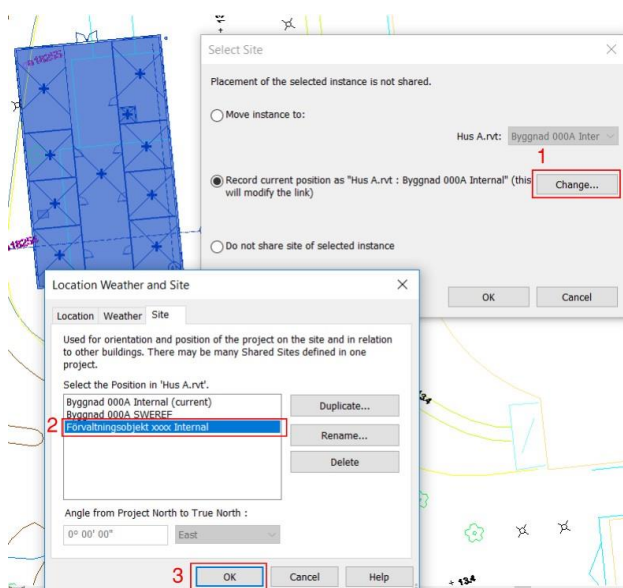 Select Site
Placement of the selected instance is not shared.
Move instance to:
Hus A.rvt: Byggnad 000A Inter
1
Record current position as "Hus A.rvt : Byggnad 000A Internal" (this
will modify the link)
Change...
Do not share site of selected instance
OK Cancel
Location Weather and Site
Location Weather Site
Used for orientation and position of the project on the site and in relation
to other buildings. There may be many Shared Sites defined in one
project.
Select the Position in 'Hus A.rvt'.
Byggnad 000A Internal (current)
Byggnad 000A SWEREF
2 Förvaltningsobjekt xxxx Internal
Duplicate...
Rename...
Delete
Angle from Project North to True North :
0° 00' 00" East
3 OK Cancel Help
13.4
+ 13.4